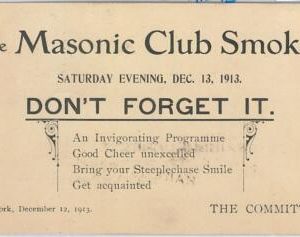 e Masonic Club Smok
SATURDAY EVENING, DEC. 13, 1913.
DON'T FORGET IT.
An Invigorating Programme
Good Cheer unexcelled
Bring your Steeplechase Smile
Get acquainted
ork, December 12, 1913.
THE COMMITT